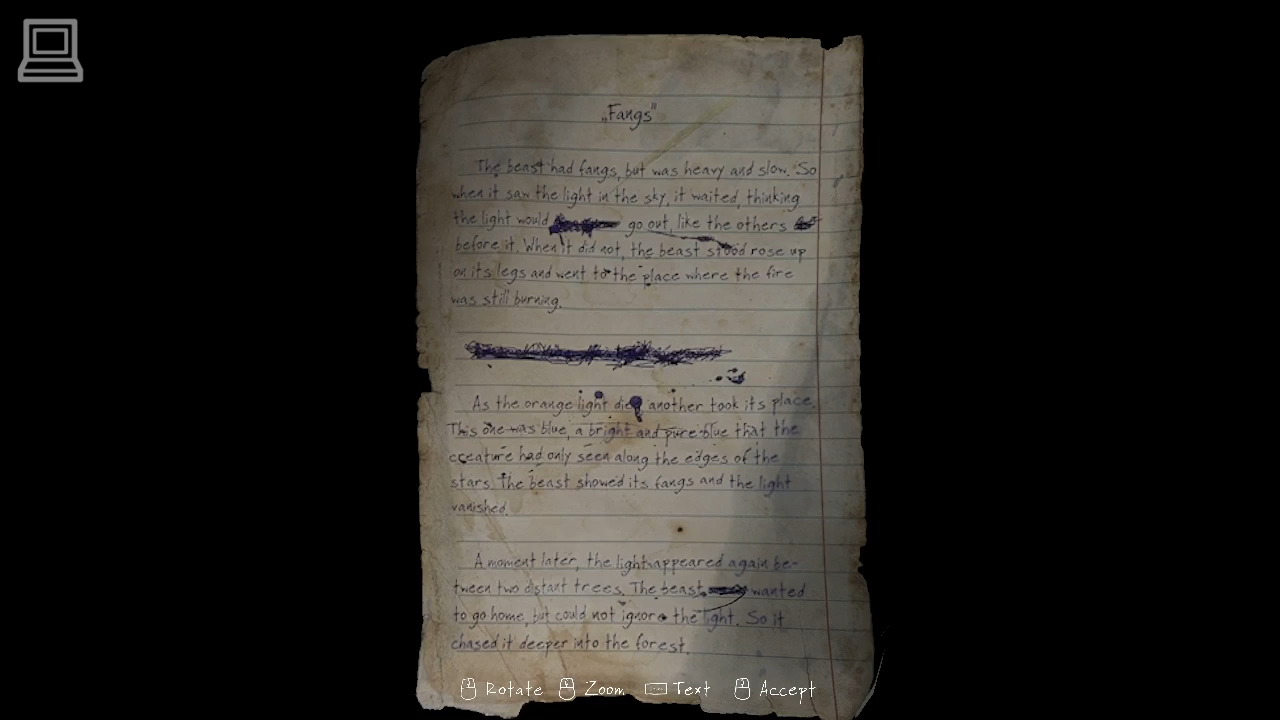 „Fangs"
The beast had fangs, but was heavy and slow. So
when it saw the light in the sky, it waited, thinking
the light would go out, like the others
before it. When it did not, the beast stood rose up
on its legs and went to the place where the fire
was still burning.
As the orange light died another took its place.
This one was blue, a bright and pure blue that the
creature had only seen along the edges of the
stars. The beast showed its fangs and the light
vanished.
A moment later, the light appeared again be-
tween two distant trees. The beast wanted
to go home, but could not ignore the light. So it
chased it deeper into the forest.
Rotate Zoom Text Accept